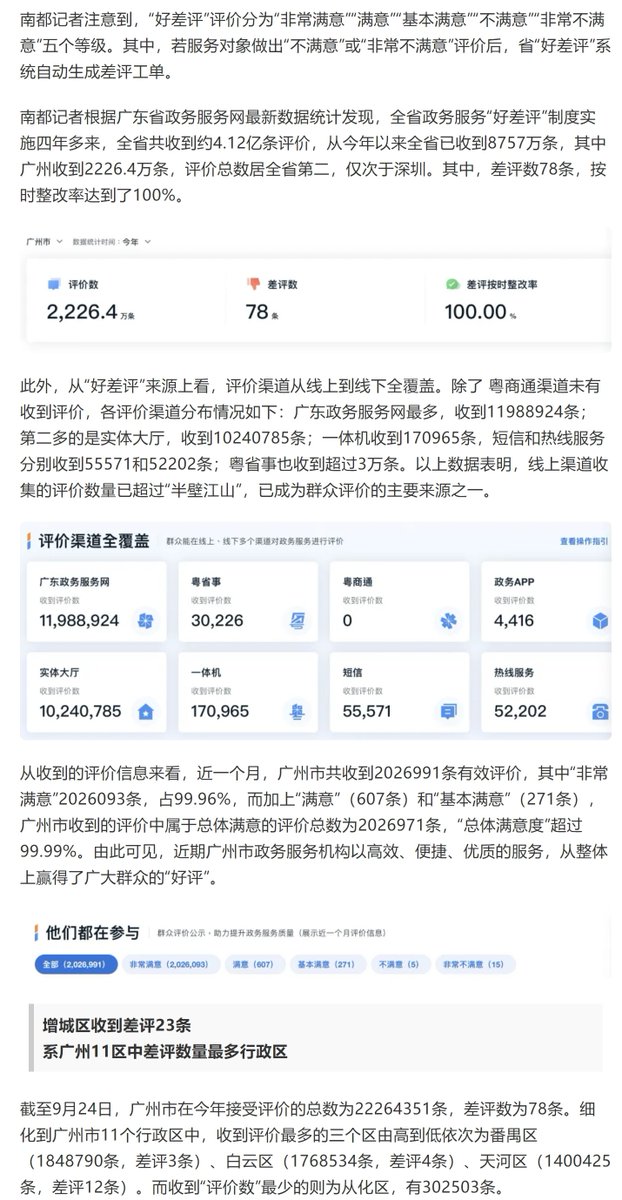 南都记者注意到，“好差评”评价分为“非常满意”“满意”“基本满意”“不满意”“非常不满
意”五个等级。其中，若服务对象做出“不满意”或“非常不满意”评价后，省“好差评”系
统自动生成差评工单。
南都记者根据广东省政务服务网最新数据统计发现，全省政务服务“好差评”制度实
施四年多来，全省共收到约4.12亿条评价，从今年以来全省已收到8757万条，其中
广州收到2226.4万条，评价总数居全省第二，仅次于深圳。其中，差评数78条，按
时整改率达到了100%。
广州市 数据统计时间：今年
评价数 差评数 差评按时整改率
2,226.4 万条 78 条 100.00 %
此外，从“好差评”来源上看，评价渠道从线上到线下全覆盖。除了 粤商通渠道未有
收到评价，各评价渠道分布情况如下：广东政务服务网最多，收到11988924条；
第二多的是实体大厅，收到10240785条；一体机收到170965条，短信和热线服务
分别收到55571和52202条；粤省事也收到超过3万条。以上数据表明，线上渠道收
集的评价数量已超过“半壁江山”，已成为群众评价的主要来源之一。
评价渠道全覆盖 群众能在线上、线下多个渠道对政务服务进行评价 查看操作指引
广东政务服务网 粤省事 粤商通 政务APP
收到评价数 收到评价数 收到评价数 收到评价数
11,988,924 30,226 0 4,416
实体大厅 一体机 短信 热线服务
收到评价数 收到评价数 收到评价数 收到评价数
10,240,785 170,965 55,571 52,202
从收到的评价信息来看，近一个月，广州市共收到2026991条有效评价，其中“非常
满意”2026093条，占99.96%，而加上“满意”（607条）和“基本满意”（271条），
广州市收到的评价中属于总体满意的评价总数为2026971条，“总体满意度”超过
99.99%。由此可见，近期广州市政务服务机构以高效、便捷、优质的服务，从整体
上赢得了广大群众的“好评”。
他们都在参与 群众评价公示，助力提升政务服务质量（展示近一个月评价信息）
全部（2,026,991） 非常满意（2,026,093） 满意（607） 基本满意（271） 不满意（5） 非常不满意（15）
增城区收到差评23条
系广州11区中差评数量最多行政区
截至9月24日，广州市在今年接受评价的总数为22264351条，差评数为78条。细
化到广州市11个行政区中，收到评价最多的三个区由高到低依次为番禺区
（1848790条，差评3条）、白云区（1768534条，差评4条）、天河区（1400425
条，差评12条）。而收到“评价数”最少的则为从化区，有302503条。